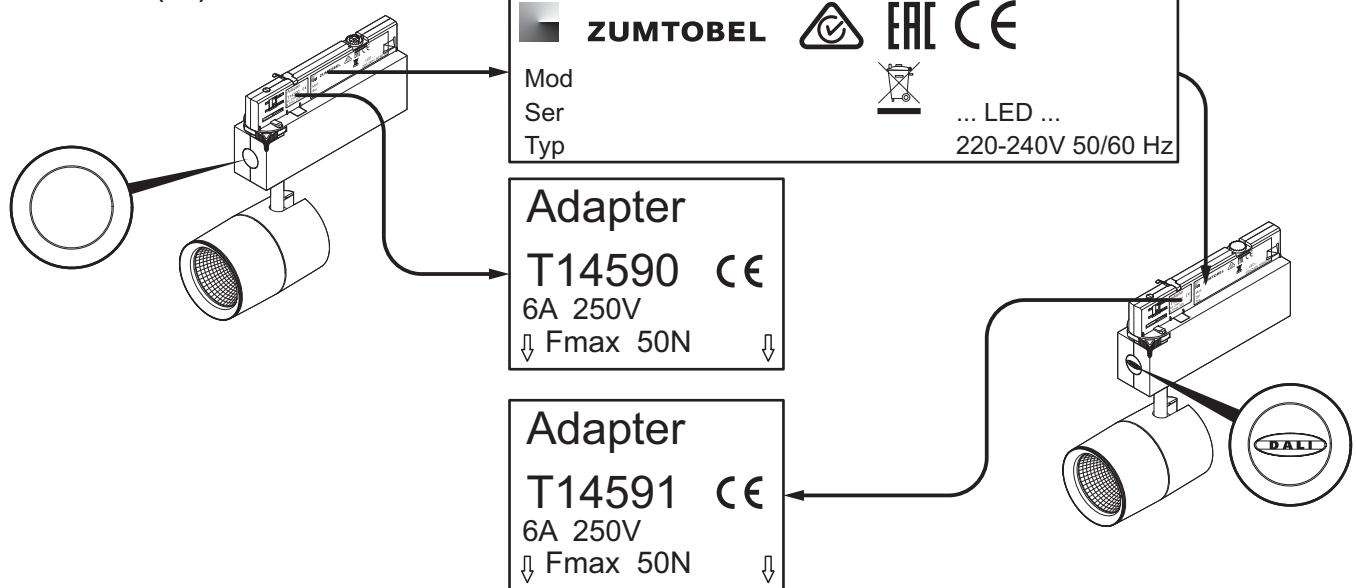 ZUMTOBEL
EAC CE
Mod
Ser
... LED ...
Typ
220-240V 50/60 Hz
Adapter
T14590 CE
6A 250V
Fmax 50N
Adapter
T14591 CE
6A 250V
Fmax 50N
DALI